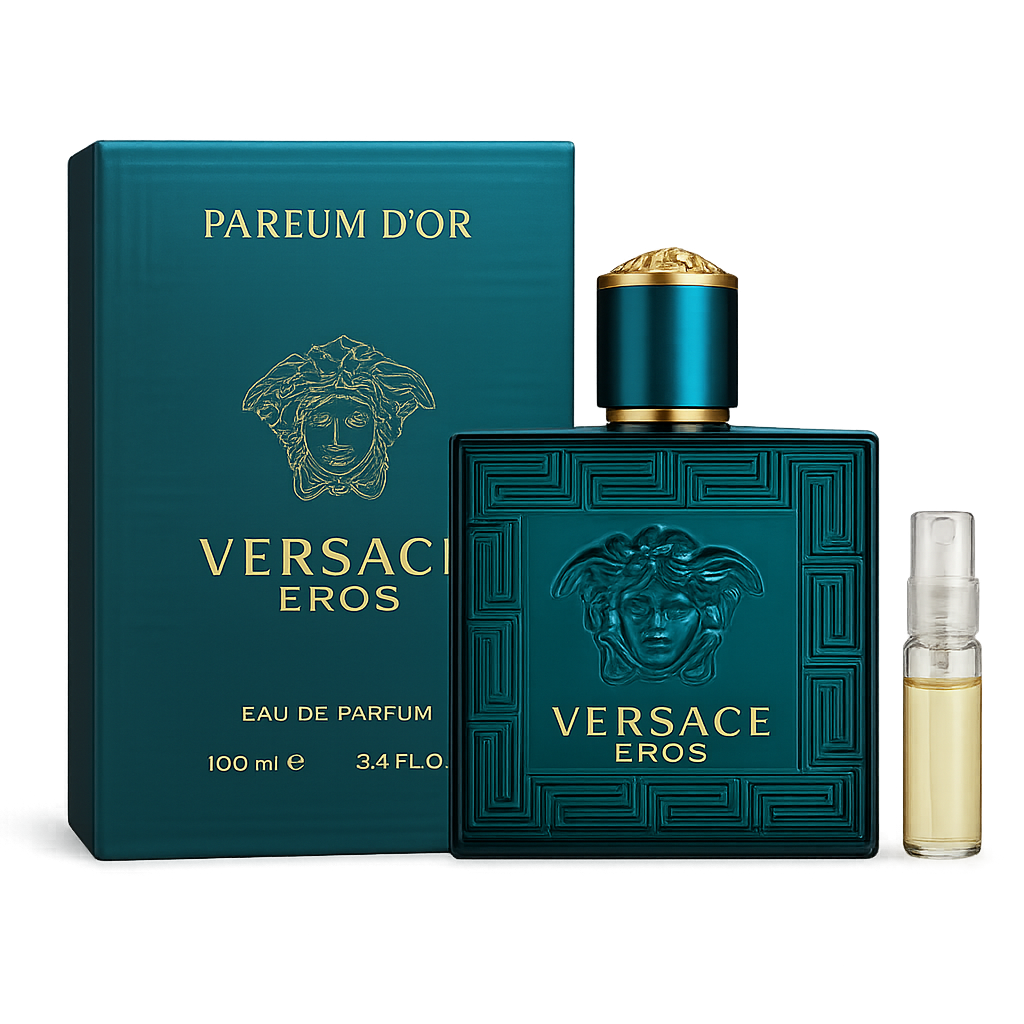 PAREUM D'OR
VERSACE
EROS
EAU DE PARFUM
100 ml e 3.4 FL.O.
VERSACE
EROS